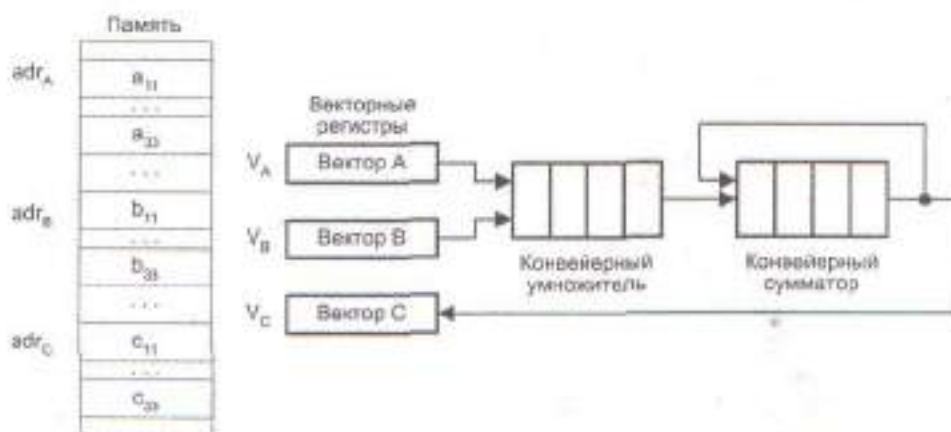 Память
adr_A
a_11
...
a_33
...
adr_B
b_11
...
b_33
...
adr_C
c_11
...
c_33
Векторные
регистры
V_A
Вектор A
V_B
Вектор B
V_C
Вектор C
Конвейерный
умножитель
Конвейерный
сумматор